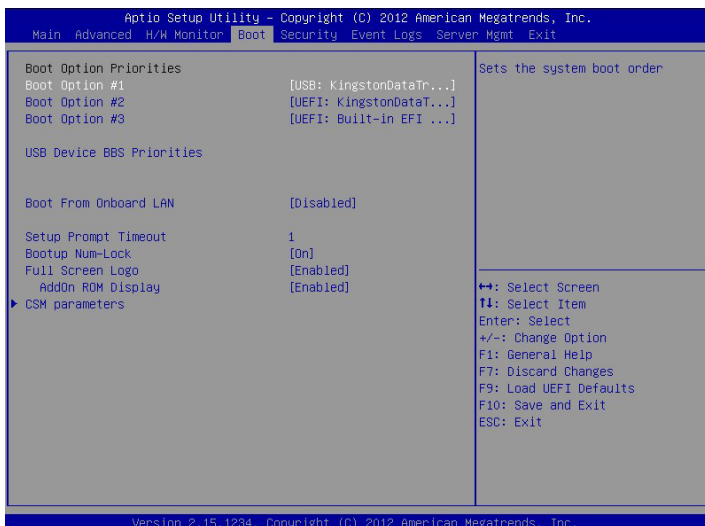 Aptio Setup Utility – Copyright (C) 2012 American Megatrends, Inc.
Main Advanced H/W Monitor Boot Security Event Logs Server Mgmt Exit
Boot Option Priorities
Boot Option #1 [USB: KingstonDataTr...]
Boot Option #2 [UEFI: KingstonDataT...]
Boot Option #3 [UEFI: Built-in EFI ...]
USB Device BBS Priorities
Boot From Onboard LAN [Disabled]
Setup Prompt Timeout 1
Bootup Num-Lock [On]
Full Screen Logo [Enabled]
AddOn ROM Display [Enabled]
▶ CSM parameters
Sets the system boot order
↔: Select Screen
↑↓: Select Item
Enter: Select
+/-: Change Option
F1: General Help
F7: Discard Changes
F9: Load UEFI Defaults
F10: Save and Exit
ESC: Exit
Version 2.15.1234. Copyright (C) 2012 American Megatrends, Inc.